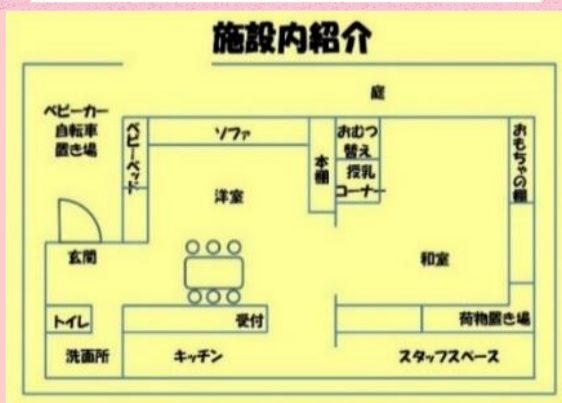 施設内紹介
庭
ベビーカー
自転車
置き場
ベビーベッド
ソファ
本棚
おむつ
替え
授乳
コーナー
おもちゃの棚
洋室
玄関
和室
トイレ
受付
荷物置き場
洗面所
キッチン
スタッフスペース